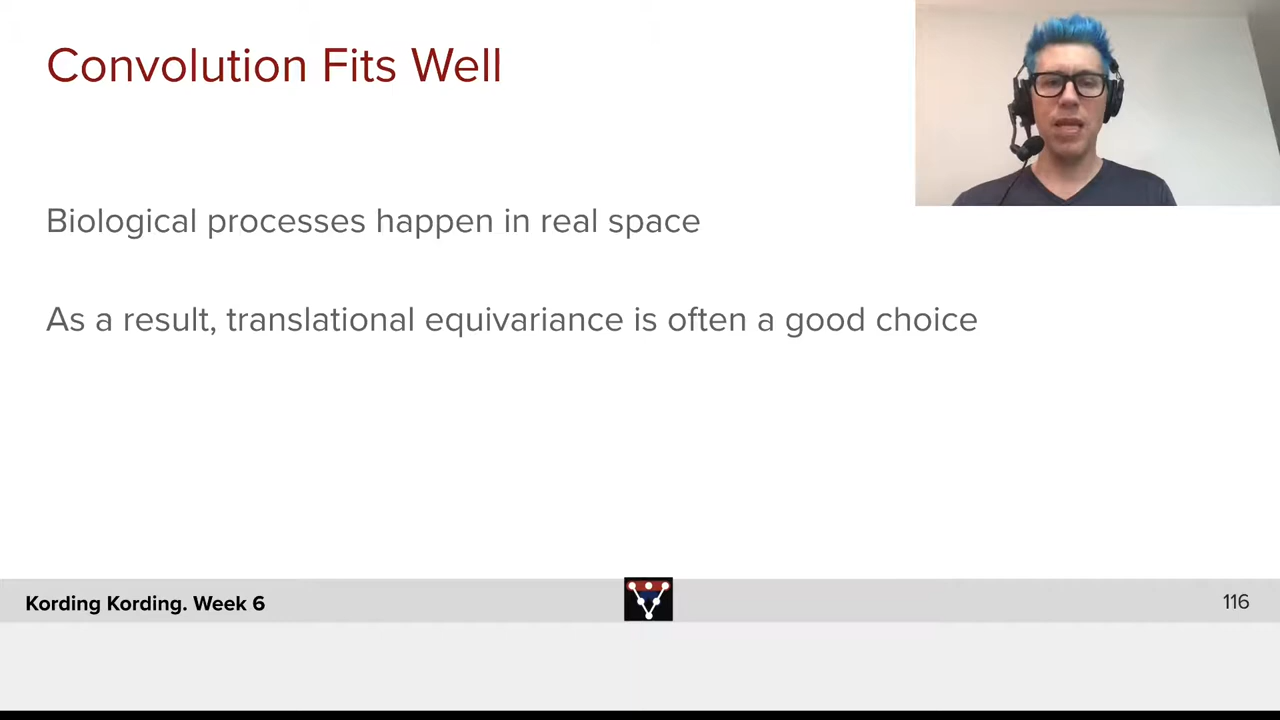 Convolution Fits Well
Biological processes happen in real space
As a result, translational equivariance is often a good choice
Kording Kording. Week 6
116